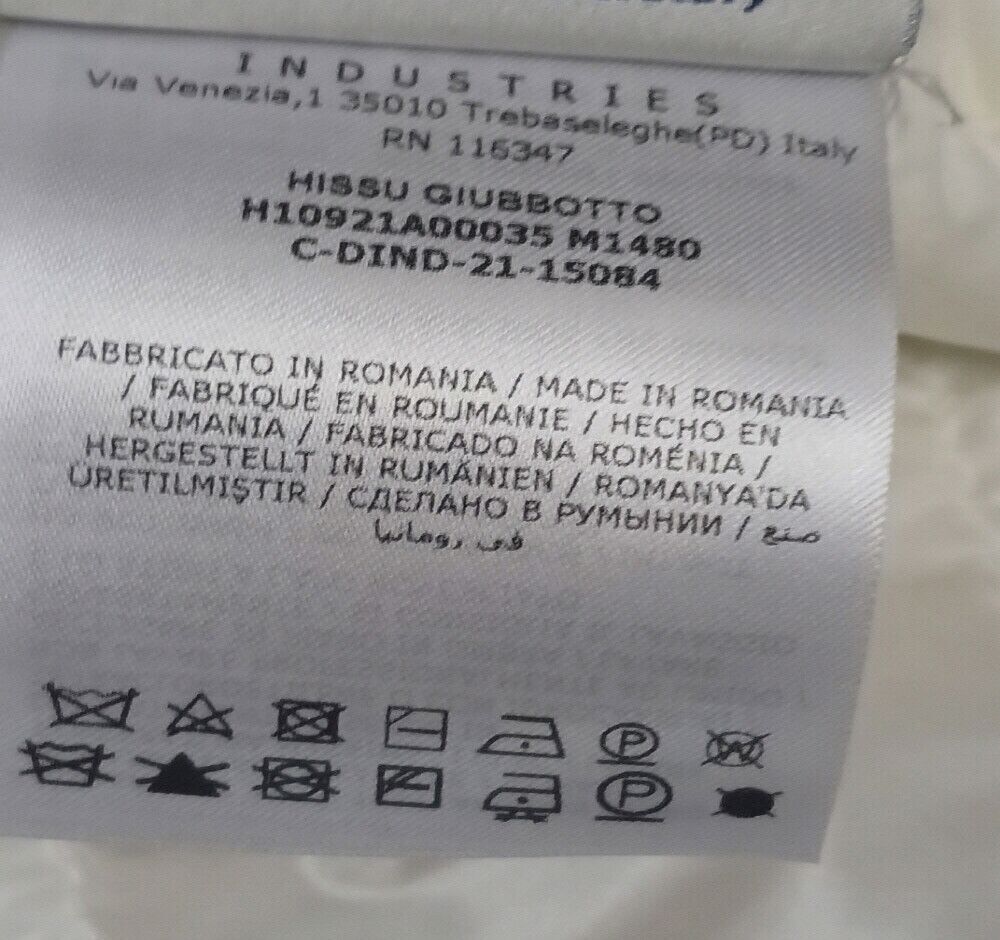 INDUSTRIES
Via Venezia,1 35010 Trebaseleghe(PD) Italy
RN 116347
HISSU GIUBBOTTO
H10921A00035 M1480
C-DIND-21-15084
FABBRICATO IN ROMANIA / MADE IN ROMANIA
/ FABRIQUÉ EN ROUMANIE / HECHO EN
RUMANIA / FABRICADO NA ROMÉNIA /
HERGESTELLT IN RUMÁNIEN / ROMANYA'DA
ÜRETILMIŞTIR / СДЕЛАНО В РУМЫНИИ / صنع
في رومانيا
P W
P